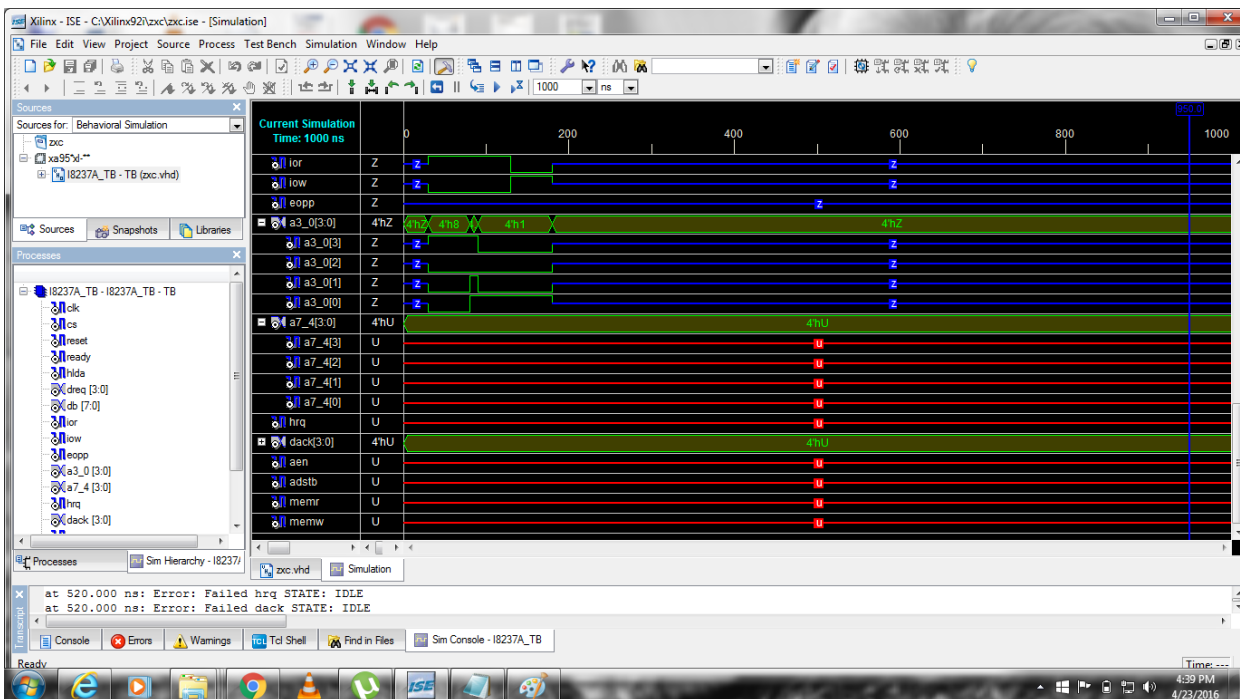 Xilinx - ISE - C:\Xilinx92i\zxc\zxc.ise - [Simulation]
File Edit View Project Source Process Test Bench Simulation Window Help
1000 ns
Sources
Sources for: Behavioral Simulation
zxc
xa95*xl-**
I8237A_TB - TB (zxc.vhd)
Sources Snapshots Libraries
Processes
I8237A_TB - I8237A_TB - TB
clk
cs
reset
ready
hlda
dreq [3:0]
db [7:0]
ior
iow
eopp
a3_0 [3:0]
a7_4 [3:0]
hrq
dack [3:0]
Processes Sim Hierarchy - I8237A
Current Simulation
Time: 1000 ns
950.0
0 200 400 600 800 1000
ior Z Z Z
iow Z Z Z
eopp Z Z
a3_0[3:0] 4'hZ 4'hZ 4'h8 4 4'h1 4'hZ
a3_0[3] Z Z Z
a3_0[2] Z Z Z
a3_0[1] Z Z Z
a3_0[0] Z Z Z
a7_4[3:0] 4'hU 4'hU
a7_4[3] U U
a7_4[2] U U
a7_4[1] U U
a7_4[0] U U
hrq U U
dack[3:0] 4'hU 4'hU
aen U U
adstb U U
memr U U
memw U U
zxc.vhd Simulation
Transcript
at 520.000 ns: Error: Failed hrq STATE: IDLE
at 520.000 ns: Error: Failed dack STATE: IDLE
Console Errors Warnings Tcl Shell Find in Files Sim Console - I8237A_TB
Ready Time: ---
ISE
4:39 PM
4/23/2016